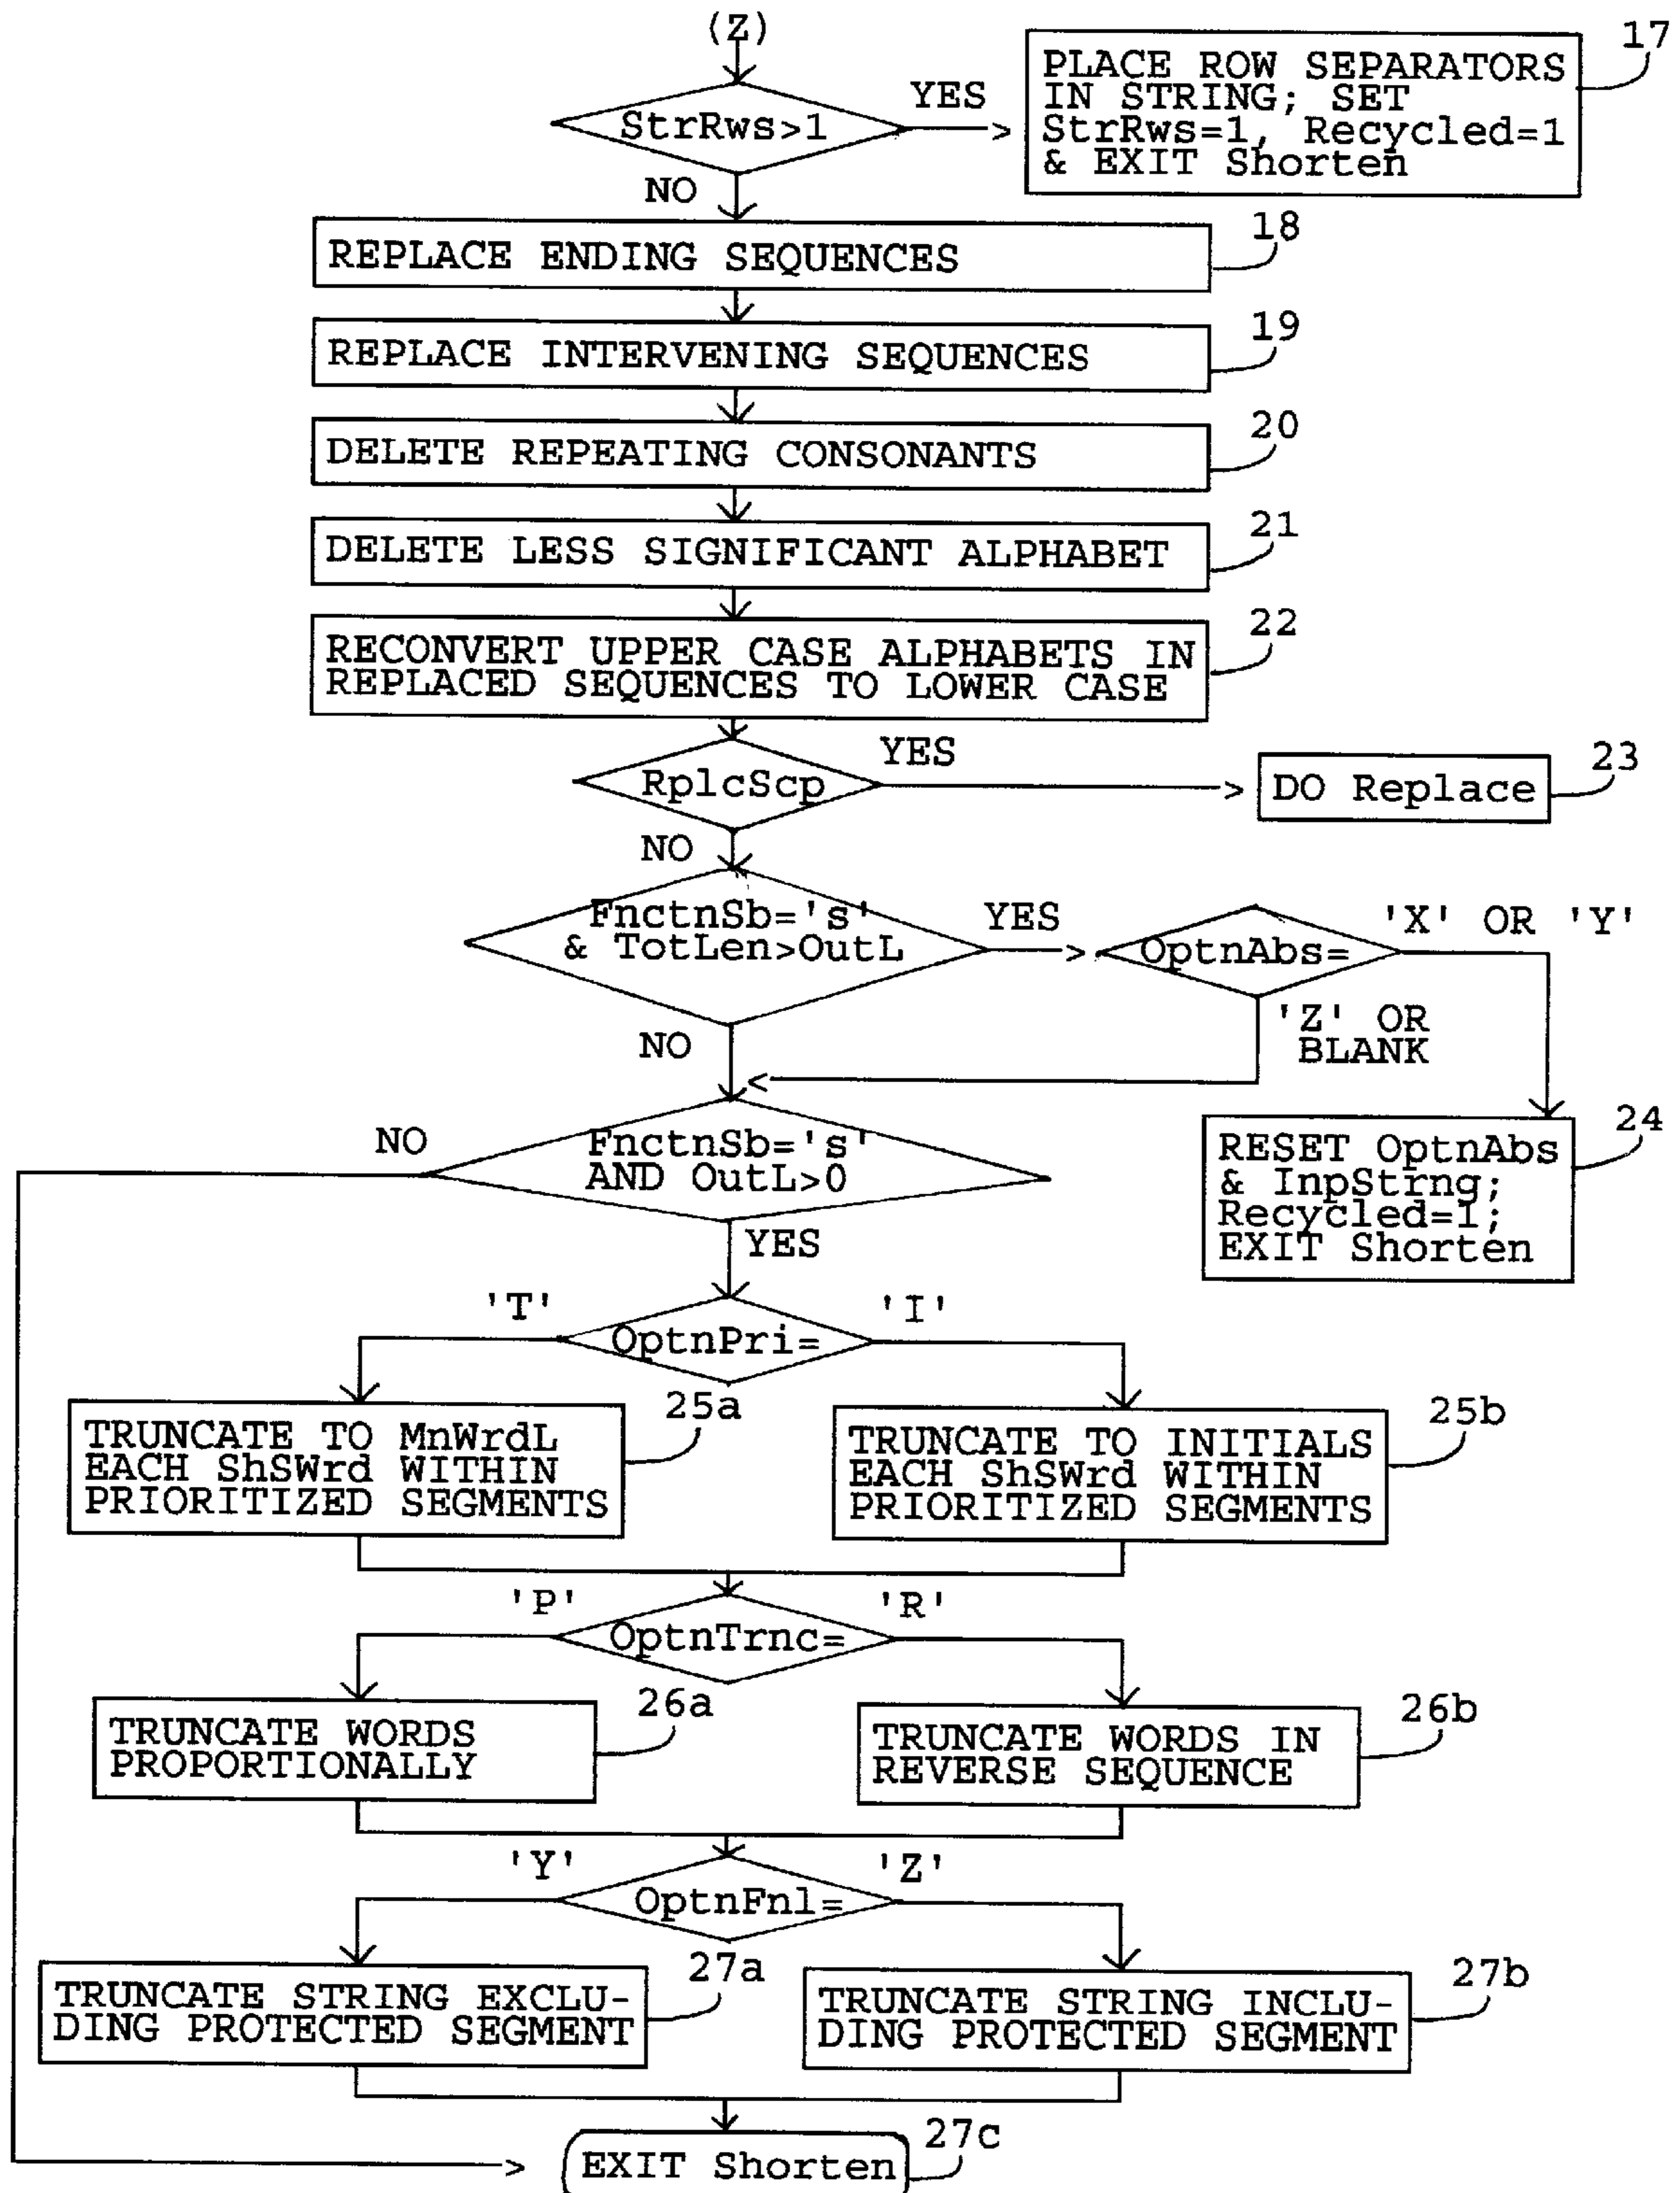 (Z)
StrRws>1
YES
PLACE ROW SEPARATORS
IN STRING; SET
StrRws=1, Recycled=1
& EXIT Shorten
17
NO
REPLACE ENDING SEQUENCES
18
REPLACE INTERVENING SEQUENCES
19
DELETE REPEATING CONSONANTS
20
DELETE LESS SIGNIFICANT ALPHABET
21
RECONVERT UPPER CASE ALPHABETS IN
REPLACED SEQUENCES TO LOWER CASE
22
RplcScp
YES
DO Replace
23
NO
FnctnSb='s'
& TotLen>OutL
YES
OptnAbs=
'X' OR 'Y'
'Z' OR
BLANK
NO
RESET OptnAbs
& InpStrng;
Recycled=1;
EXIT Shorten
24
FnctnSb='s'
AND OutL>0
NO
YES
'T'
OptnPri=
'I'
TRUNCATE TO MnWrdL
EACH ShSWrd WITHIN
PRIORITIZED SEGMENTS
25a
TRUNCATE TO INITIALS
EACH ShSWrd WITHIN
PRIORITIZED SEGMENTS
25b
'P'
OptnTrnc=
'R'
TRUNCATE WORDS
PROPORTIONALLY
26a
TRUNCATE WORDS IN
REVERSE SEQUENCE
26b
'Y'
OptnFnl=
'Z'
TRUNCATE STRING EXCLU-
DING PROTECTED SEGMENT
27a
TRUNCATE STRING INCLU-
DING PROTECTED SEGMENT
27b
EXIT Shorten
27c